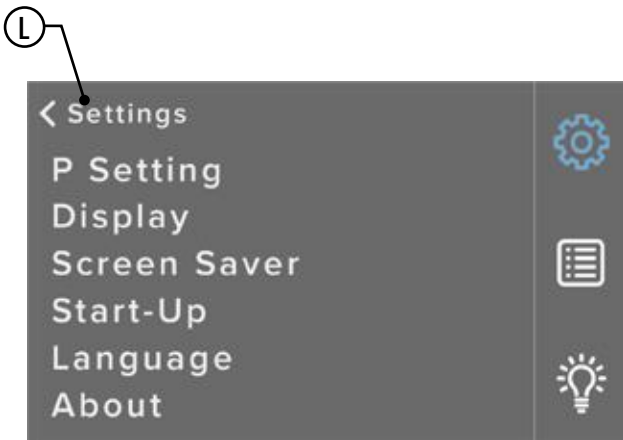 L
Settings
P Setting
Display
Screen Saver
Start-Up
Language
About